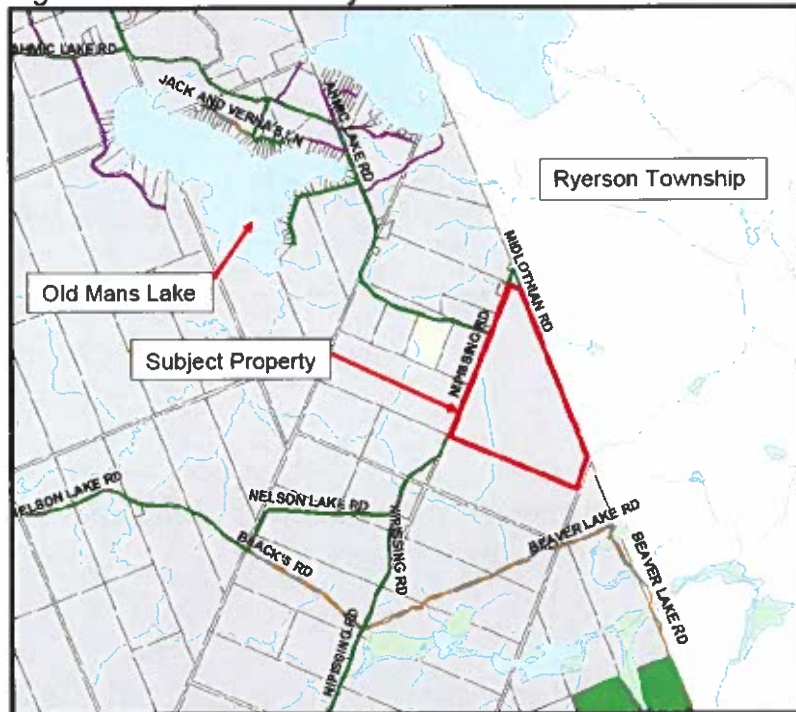 AHMIC LAKE RD
JACK AND VERNA'S LN
AHMIC LAKE RD
Ryerson Township
MIDLOTHIAN RD
Old Mans Lake
Subject Property
NIPISSING RD
NELSON LAKE RD
NELSON LAKE RD
BLACK'S RD
NIPISSING RD
BEAVER LAKE RD
BEAVER LAKE RD
NIPISSING RD